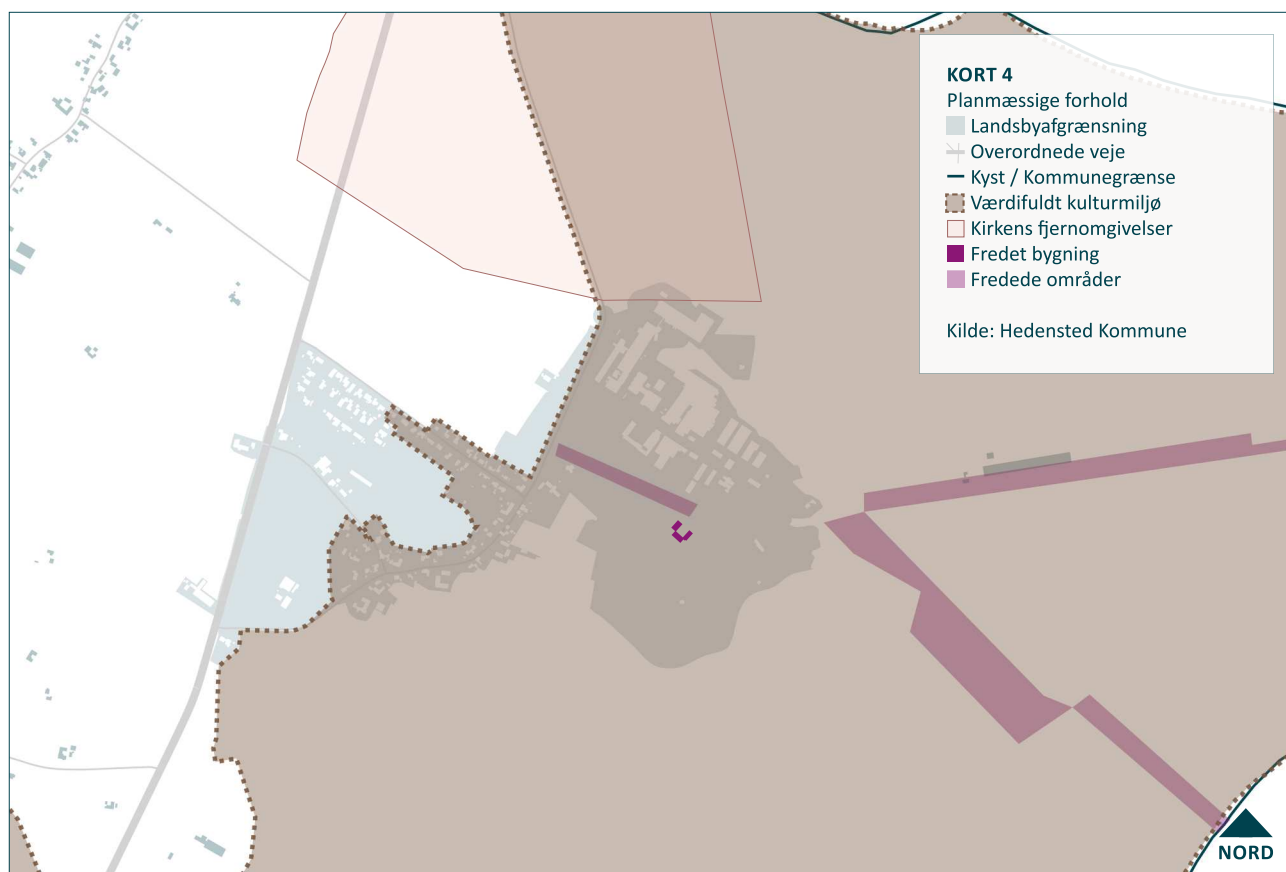 KORT 4
Planmæssige forhold
Landsbyafgrænsning
Overordnede veje
Kyst / Kommunegrænse
Værdifuldt kulturmiljø
Kirkens fjernomgivelser
Fredet bygning
Fredede områder
Kilde: Hedensted Kommune
NORD